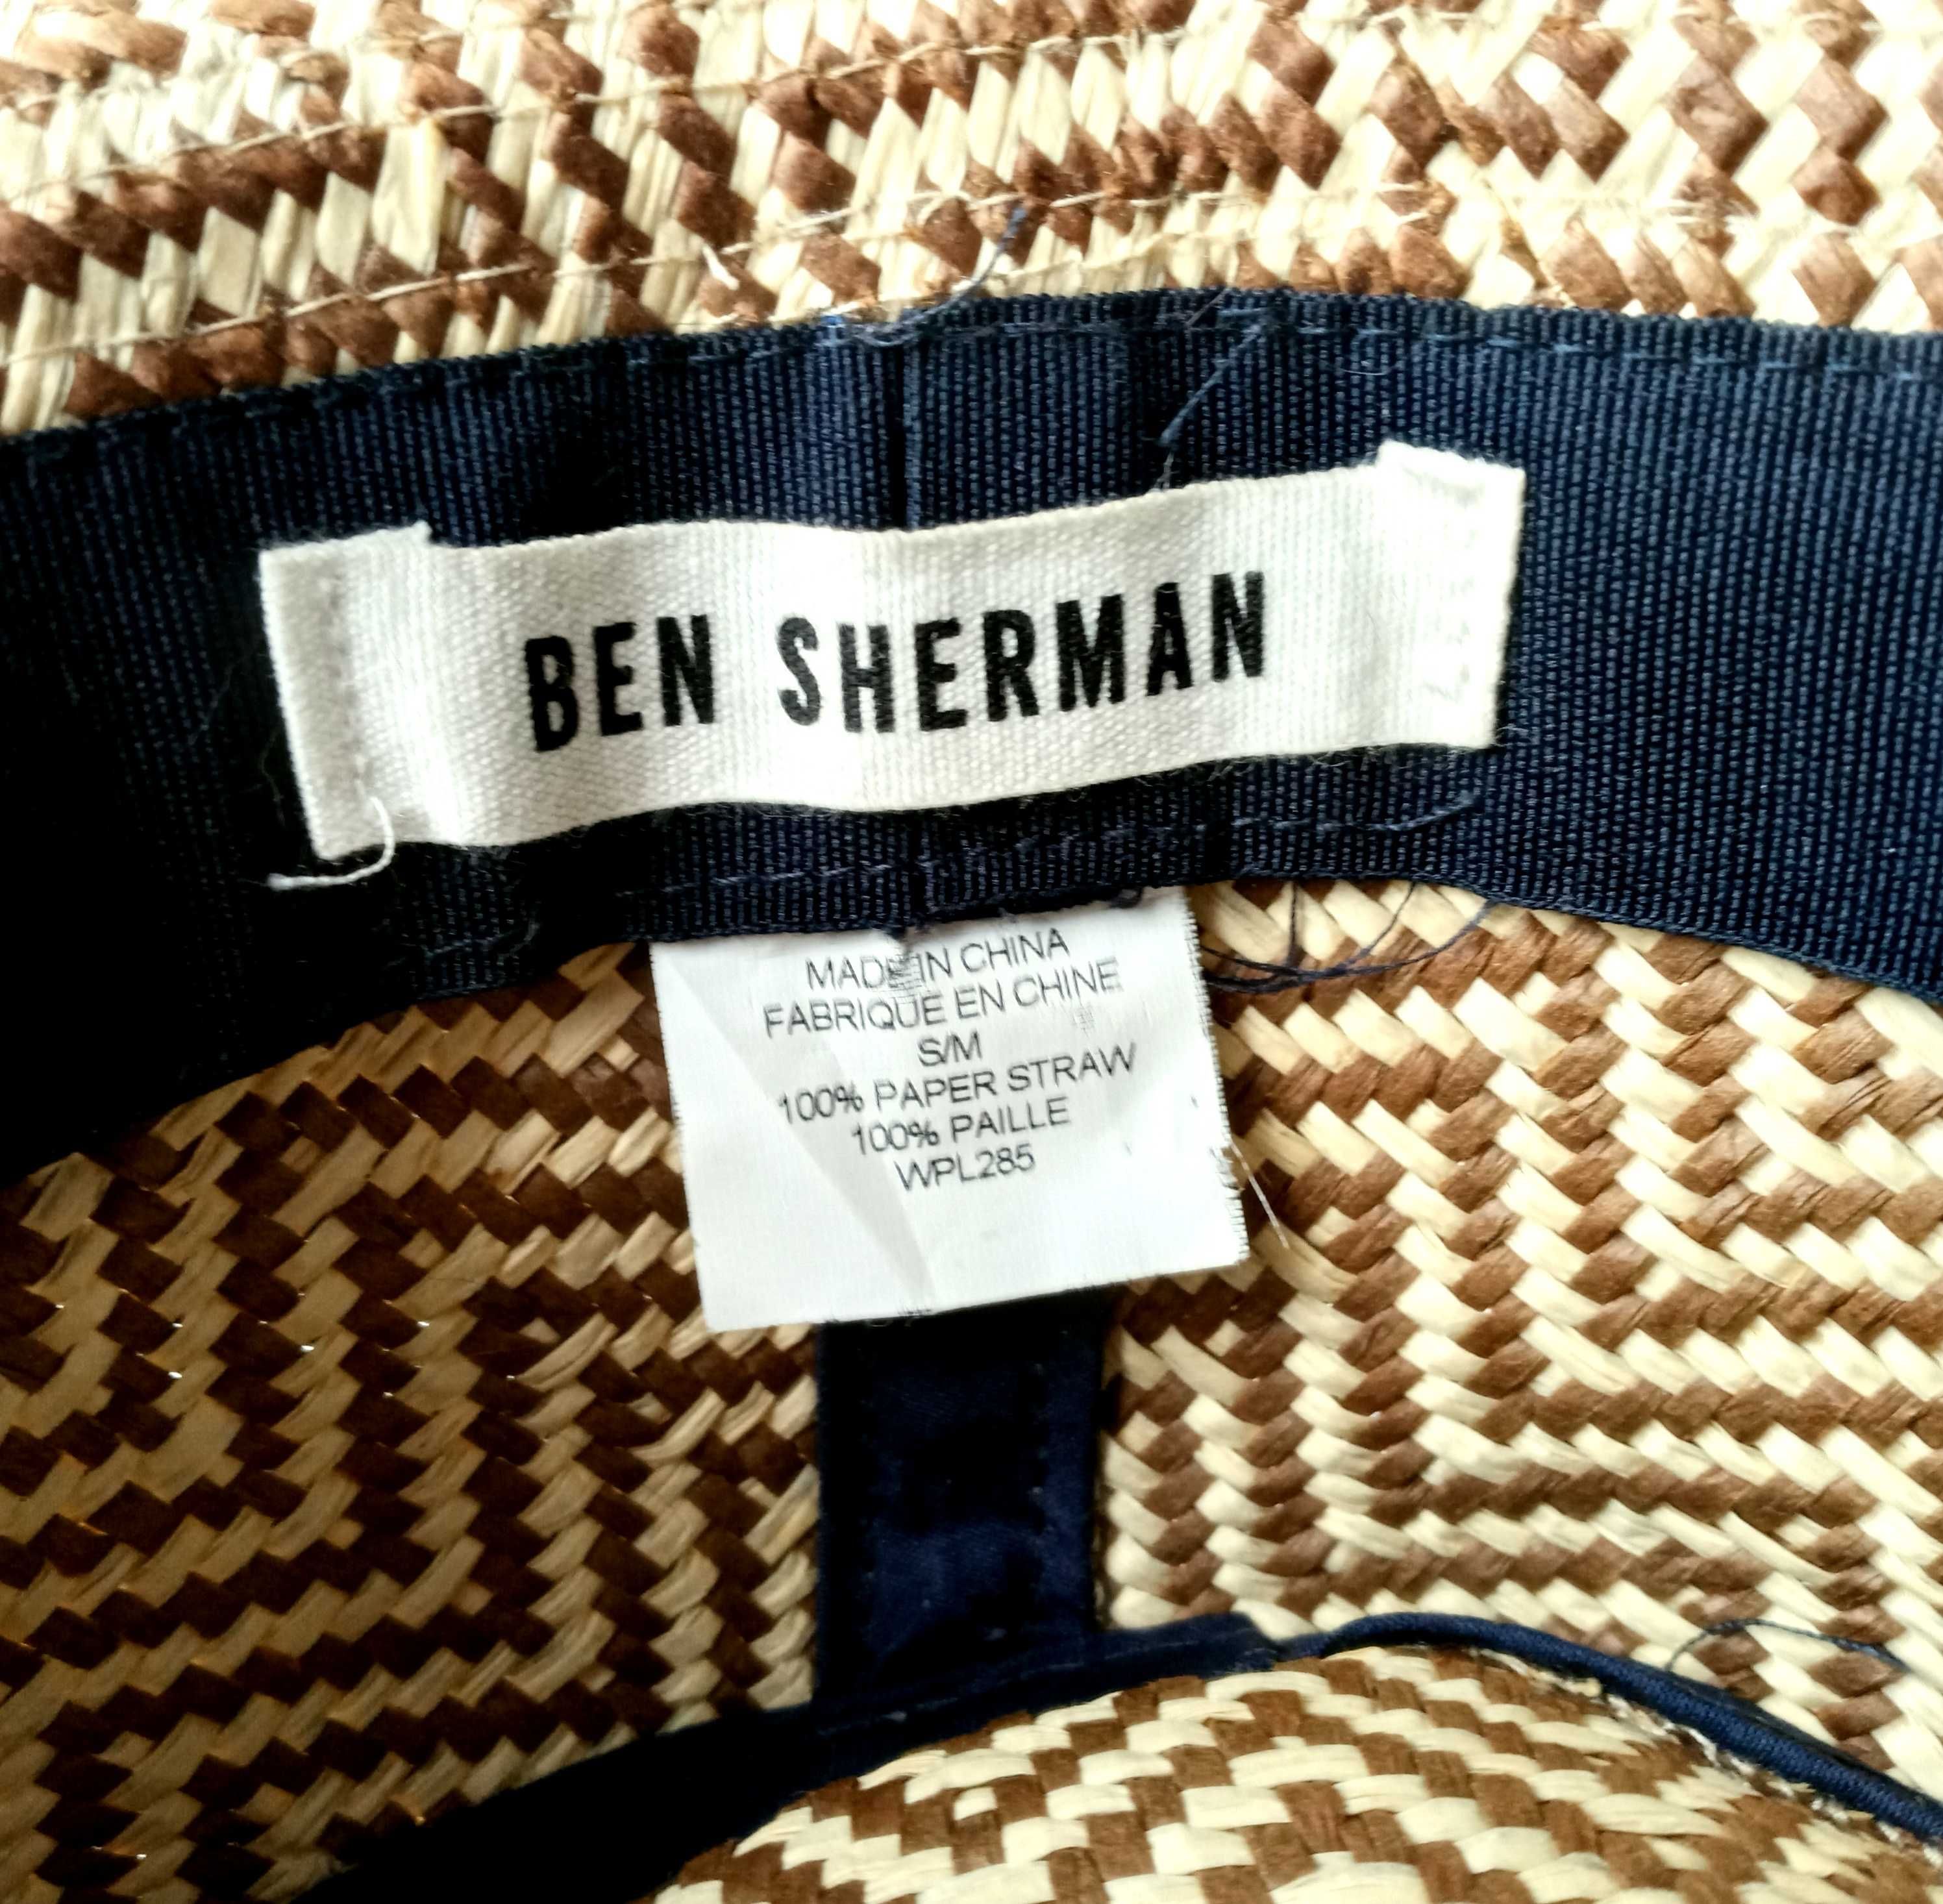 BEN SHERMAN
MADE IN CHINA
FABRIQUE EN CHINE
S/M
100% PAPER STRAW
100% PAILLE
WPL285